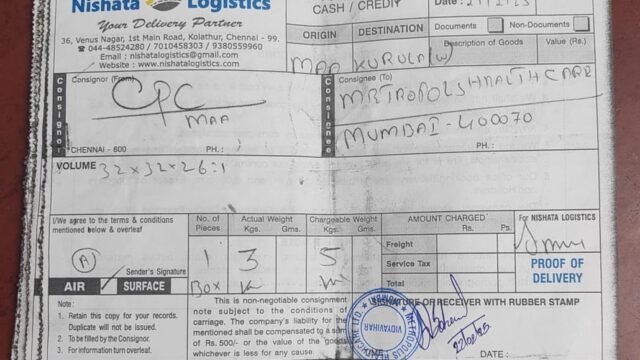 Nishata Logistics
Your Delivery Partner
36, Venus Nagar, 1st Main Road, Kolathur, Chennai - 99.
044-48524280 / 7010458303 / 9380559960
Email : nishatalogistics@gmail.com
Website : www.nishatalogistics.com
CASH / CREDIT
Date :
ORIGIN
DESTINATION
Documents
Non-Documents
Description of Goods
Value (Rs.)
MAA
KURULA (W)
Consignor
Consignor (From)
CPC
MAA
CHENNAI - 600
PH. :
Consignee
Consignee (To)
METROPOLSHEALTHCARE
MUMBAI - 400070
PH. :
VOLUME
32 x 32 x 26 : 1
I/We agree to the terms & conditions
mentioned below & overleaf
A
Sender's Signature
AIR SURFACE
No. of Pieces
Actual Weight
Kgs. Gms.
Chargeable Weight
Kgs. Gms.
1 3 5
Box
AMOUNT CHARGED
Rs. Ps.
Freight
Service Tax
Total
For NISHATA LOGISTICS
PROOF OF
DELIVERY
Note :
1. Retain this copy for your records.
Duplicate will not be issued.
2. To be filled by the Consignor.
3. For information turn overleaf.
This is non-negotiable consignment
note subject to the conditions of
carriage. The company's liability for
mentioned shall be compensated to a sum
of Rs. 500/- or the value of the goods
whichever is less for any cause.
SIGNATURE OF RECEIVER WITH RUBBER STAMP
METROPOLIS HEALTHCARE LTD.
VIDYAVIHAR